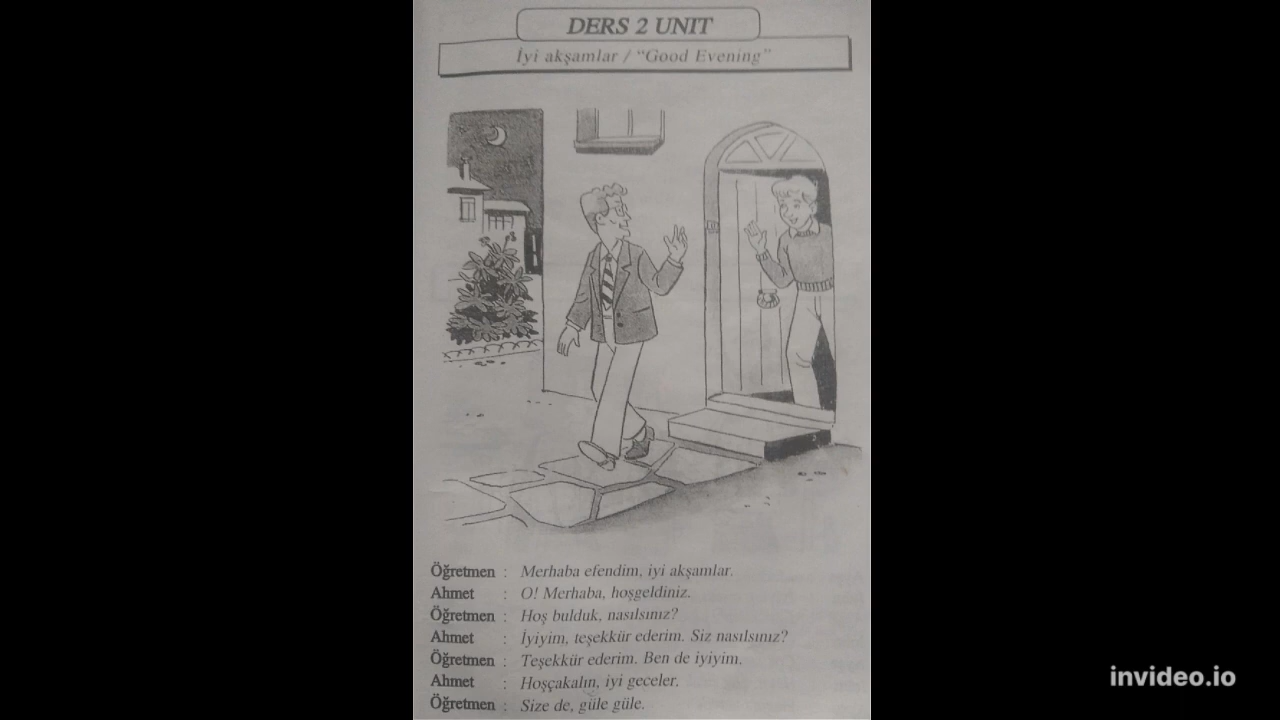 DERS 2 UNIT
İyi akşamlar / “Good Evening”
Öğretmen : Merhaba efendim, iyi akşamlar.
Ahmet : O! Merhaba, hoşgeldiniz.
Öğretmen : Hoş bulduk, nasılsınız?
Ahmet : İyiyim, teşekkür ederim. Siz nasılsınız?
Öğretmen : Teşekkür ederim. Ben de iyiyim.
Ahmet : Hoşçakalın, iyi geceler.
Öğretmen : Size de, güle güle.
invideo.io